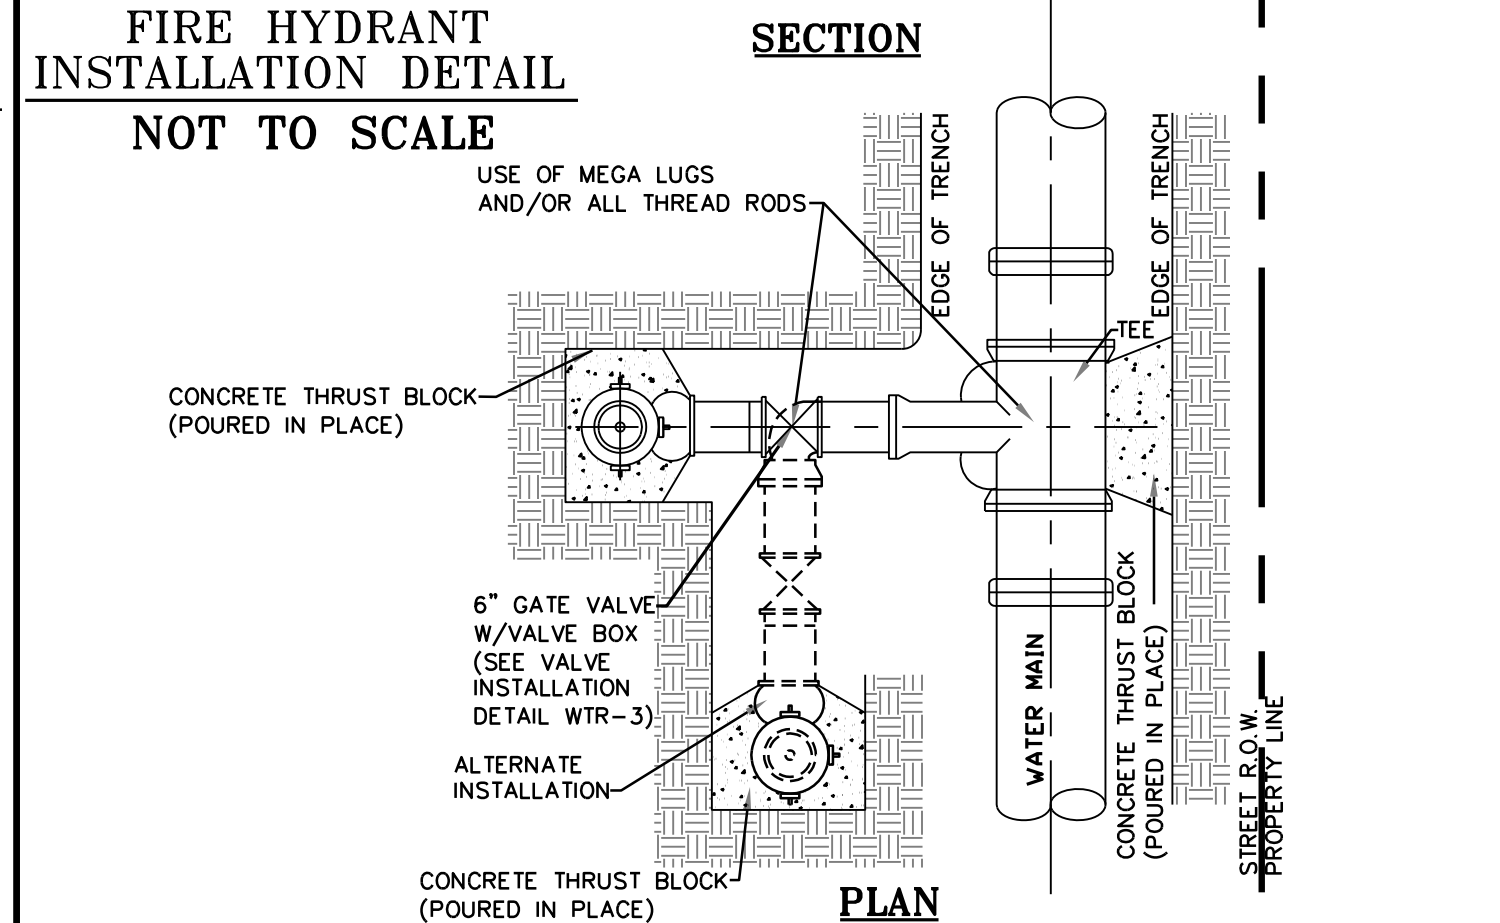 FIRE HYDRANT
INSTALLATION DETAIL
NOT TO SCALE
SECTION
USE OF MEGA LUGS
AND/OR ALL THREAD RODS
EDGE OF TRENCH
EDGE OF TRENCH
TEE
CONCRETE THRUST BLOCK
(POURED IN PLACE)
6" GATE VALVE
W/VALVE BOX
(SEE VALVE
INSTALLATION
DETAIL WTR-3)
ALTERNATE
INSTALLATION
WATER MAIN
CONCRETE THRUST BLOCK
(POURED IN PLACE)
STREET R.O.W.
PROPERTY LINE
CONCRETE THRUST BLOCK
(POURED IN PLACE)
PLAN